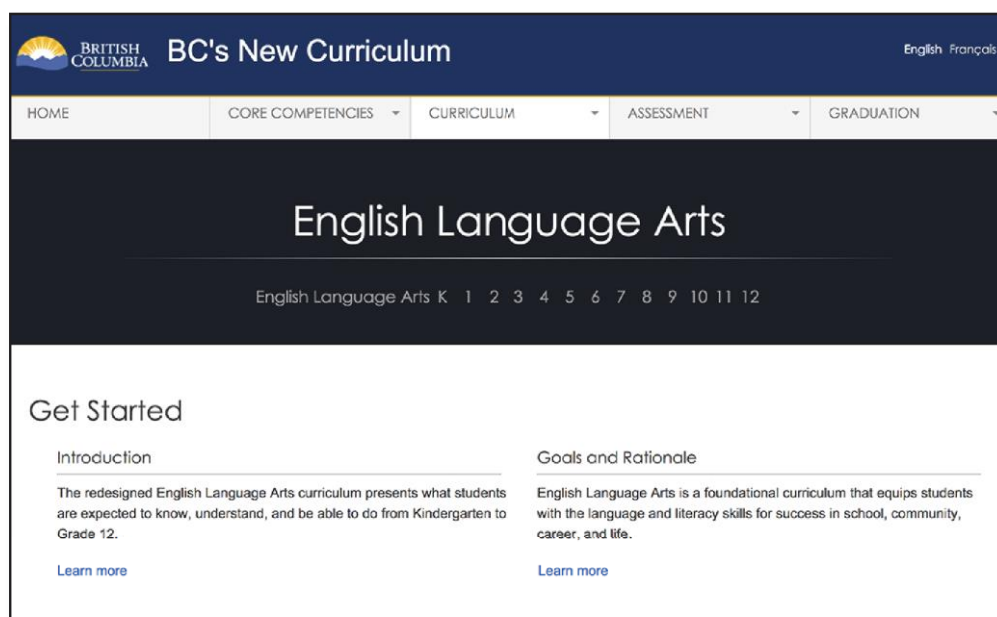 BRITISH
COLUMBIA
BC's New Curriculum
English Français
HOME
CORE COMPETENCIES
CURRICULUM
ASSESSMENT
GRADUATION
English Language Arts
English Language Arts K 1 2 3 4 5 6 7 8 9 10 11 12
Get Started
Introduction
The redesigned English Language Arts curriculum presents what students
are expected to know, understand, and be able to do from Kindergarten to
Grade 12.
Learn more
Goals and Rationale
English Language Arts is a foundational curriculum that equips students
with the language and literacy skills for success in school, community,
career, and life.
Learn more